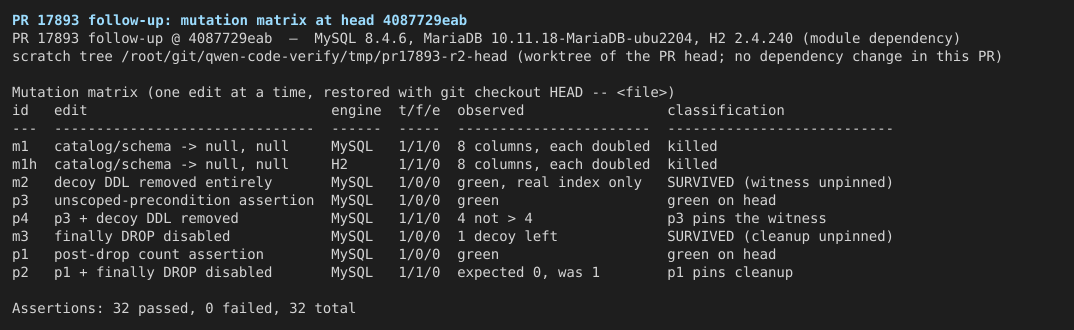 PR 17893 follow-up: mutation matrix at head 4087729eab
PR 17893 follow-up @ 4087729eab  —  MySQL 8.4.6, MariaDB 10.11.18-MariaDB-ubu2204, H2 2.4.240 (module dependency)
scratch tree /root/git/qwen-code-verify/tmp/pr17893-r2-head (worktree of the PR head; no dependency change in this PR)

Mutation matrix (one edit at a time, restored with git checkout HEAD -- <file>)
id   edit                             engine  t/f/e  observed                 classification
---  -------------------------------  ------  -----  -----------------------  ---------------------------
m1   catalog/schema -> null, null     MySQL   1/1/0  8 columns, each doubled  killed
m1h  catalog/schema -> null, null     H2      1/1/0  8 columns, each doubled  killed
m2   decoy DDL removed entirely       MySQL   1/0/0  green, real index only   SURVIVED (witness unpinned)
p3   unscoped-precondition assertion  MySQL   1/0/0  green                    green on head
p4   p3 + decoy DDL removed           MySQL   1/1/0  4 not > 4                p3 pins the witness
m3   finally DROP disabled            MySQL   1/0/0  1 decoy left             SURVIVED (cleanup unpinned)
p1   post-drop count assertion        MySQL   1/0/0  green                    green on head
p2   p1 + finally DROP disabled       MySQL   1/1/0  expected 0, was 1        p1 pins cleanup

Assertions: 32 passed, 0 failed, 32 total